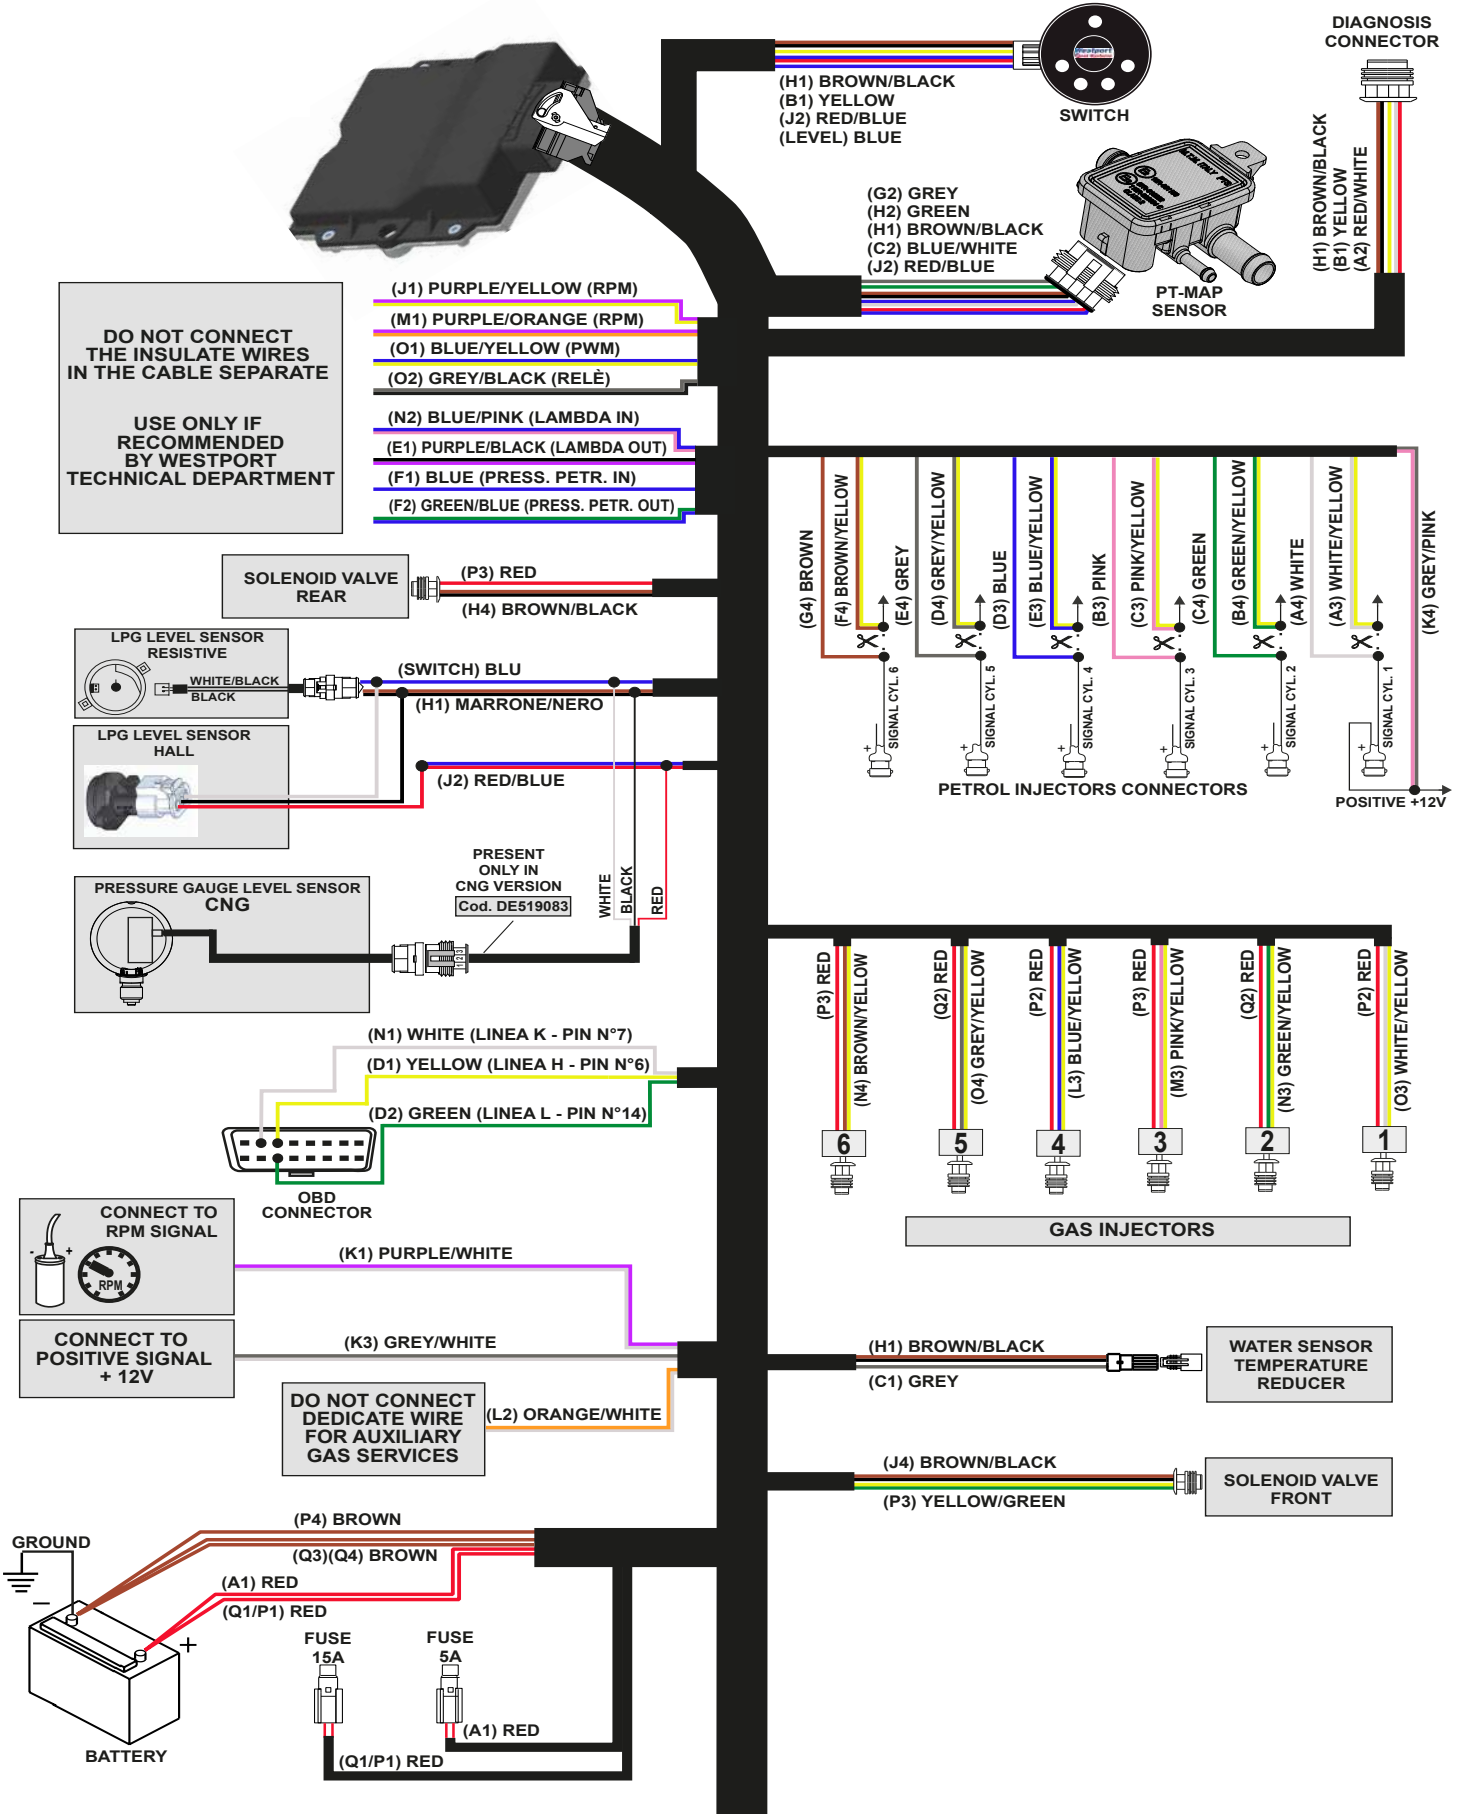 DIAGNOSIS
CONNECTOR
Westport
(H1) BROWN/BLACK
(B1) YELLOW
(J2) RED/BLUE
(LEVEL) BLUE
SWITCH
(H1) BROWN/BLACK
(B1) YELLOW
(A2) RED/WHITE
(G2) GREY
(H2) GREEN
(H1) BROWN/BLACK
(C2) BLUE/WHITE
(J2) RED/BLUE
PT-MAP
SENSOR
DO NOT CONNECT
THE INSULATE WIRES
IN THE CABLE SEPARATE
USE ONLY IF
RECOMMENDED
BY WESTPORT
TECHNICAL DEPARTMENT
(J1) PURPLE/YELLOW (RPM)
(M1) PURPLE/ORANGE (RPM)
(O1) BLUE/YELLOW (PWM)
(O2) GREY/BLACK (RELÈ)
(N2) BLUE/PINK (LAMBDA IN)
(E1) PURPLE/BLACK (LAMBDA OUT)
(F1) BLUE (PRESS. PETR. IN)
(F2) GREEN/BLUE (PRESS. PETR. OUT)
(G4) BROWN
(F4) BROWN/YELLOW
(E4) GREY
(D4) GREY/YELLOW
(D3) BLUE
(E3) BLUE/YELLOW
(B3) PINK
(C3) PINK/YELLOW
(C4) GREEN
(B4) GREEN/YELLOW
(A4) WHITE
(A3) WHITE/YELLOW
(K4) GREY/PINK
SIGNAL CYL. 6
SIGNAL CYL. 5
SIGNAL CYL. 4
SIGNAL CYL. 3
SIGNAL CYL. 2
SIGNAL CYL. 1
+
+
+
+
+
+
PETROL INJECTORS CONNECTORS
POSITIVE +12V
SOLENOID VALVE
REAR
(P3) RED
(H4) BROWN/BLACK
LPG LEVEL SENSOR
RESISTIVE
WHITE/BLACK
BLACK
(SWITCH) BLU
(H1) MARRONE/NERO
LPG LEVEL SENSOR
HALL
(J2) RED/BLUE
PRESSURE GAUGE LEVEL SENSOR
CNG
PRESENT
ONLY IN
CNG VERSION
Cod. DE519083
WHITE
BLACK
RED
1 2 3
(P3) RED
(N4) BROWN/YELLOW
(Q2) RED
(O4) GREY/YELLOW
(P2) RED
(L3) BLUE/YELLOW
(P3) RED
(M3) PINK/YELLOW
(Q2) RED
(N3) GREEN/YELLOW
(P2) RED
(O3) WHITE/YELLOW
6
5
4
3
2
1
GAS INJECTORS
(N1) WHITE (LINEA K - PIN N°7)
(D1) YELLOW (LINEA H - PIN N°6)
(D2) GREEN (LINEA L - PIN N°14)
OBD
CONNECTOR
CONNECT TO
RPM SIGNAL
- +
RPM
(K1) PURPLE/WHITE
CONNECT TO
POSITIVE SIGNAL
+ 12V
(K3) GREY/WHITE
DO NOT CONNECT
DEDICATE WIRE
FOR AUXILIARY
GAS SERVICES
(L2) ORANGE/WHITE
(H1) BROWN/BLACK
(C1) GREY
WATER SENSOR
TEMPERATURE
REDUCER
(J4) BROWN/BLACK
(P3) YELLOW/GREEN
SOLENOID VALVE
FRONT
GROUND
(P4) BROWN
(Q3)(Q4) BROWN
(A1) RED
(Q1/P1) RED
−
+
BATTERY
FUSE
15A
FUSE
5A
(A1) RED
(Q1/P1) RED